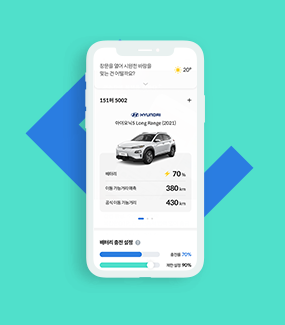 창문을 열어 시원한 바람을
맞는 건 어떨까요?
20°
151허 5002 +
HYUNDAI
아이오닉5 Long Range (2021)
배터리 70 %
이동 가능거리 예측 380 km
공식 이동 가능거리 430 km
배터리 충전 설정
충전률 70%
제한 설정 90%